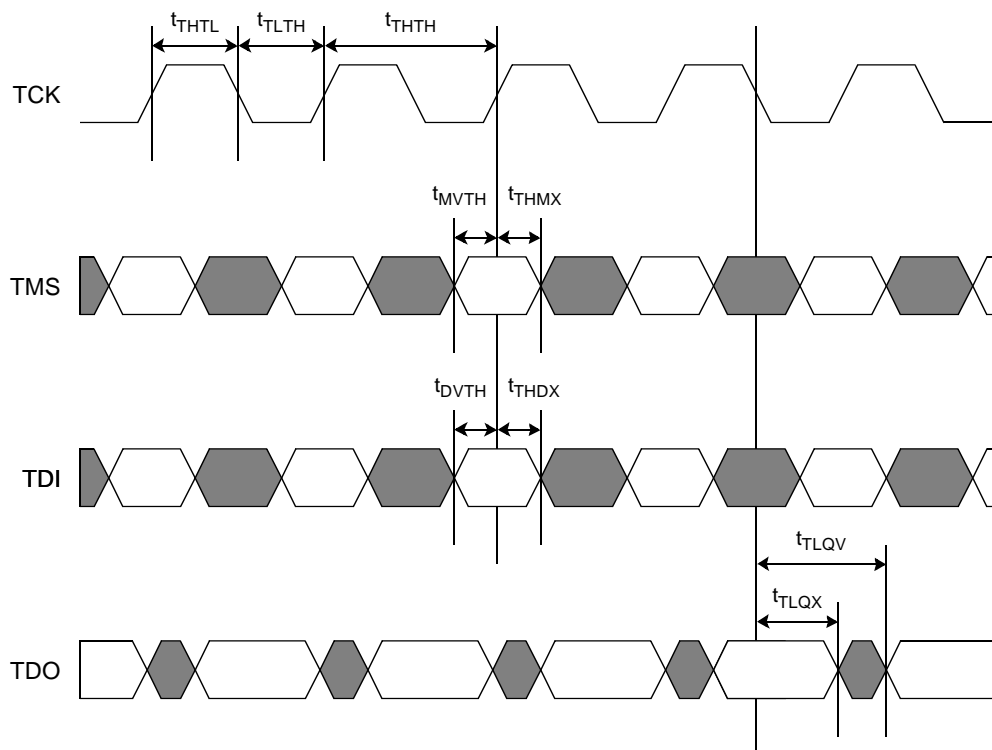 tTHTL tTLTH tTHTH
TCK
tMVTH tTHMX
TMS
tDVTH tTHDX
TDI
tTLQV
tTLQX
TDO